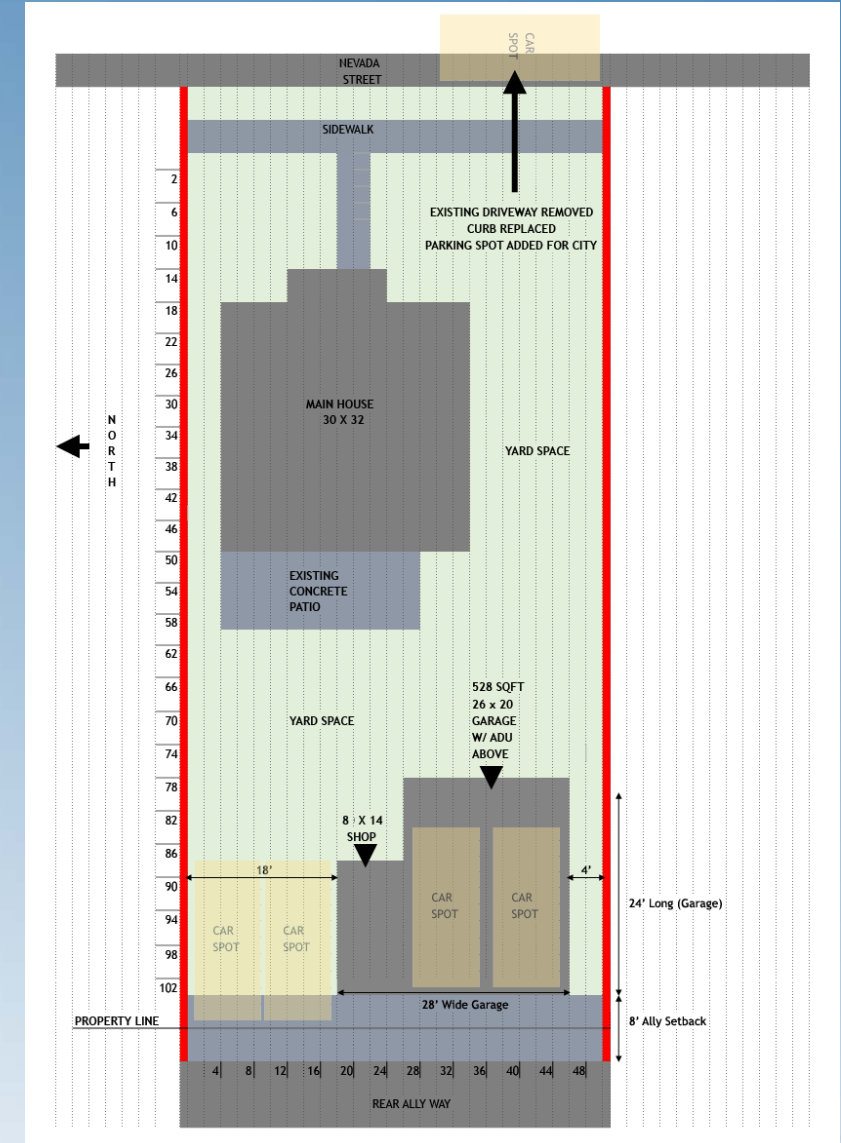 CAR
SPOT
NEVADA
STREET
SIDEWALK
EXISTING DRIVEWAY REMOVED
CURB REPLACED
PARKING SPOT ADDED FOR CITY
2
6
10
14
18
22
26
30
34
38
42
46
50
54
58
62
66
70
74
78
82
86
90
94
98
102
NORTH
MAIN HOUSE
30 X 32
YARD SPACE
EXISTING
CONCRETE
PATIO
528 SQFT
26 x 20
GARAGE
W/ ADU
ABOVE
YARD SPACE
8 X 14
SHOP
18'
4'
CAR
SPOT
CAR
SPOT
CAR
SPOT
CAR
SPOT
24' Long (Garage)
28' Wide Garage
PROPERTY LINE
8' Ally Setback
4 8 12 16 20 24 28 32 36 40 44 48
REAR ALLY WAY